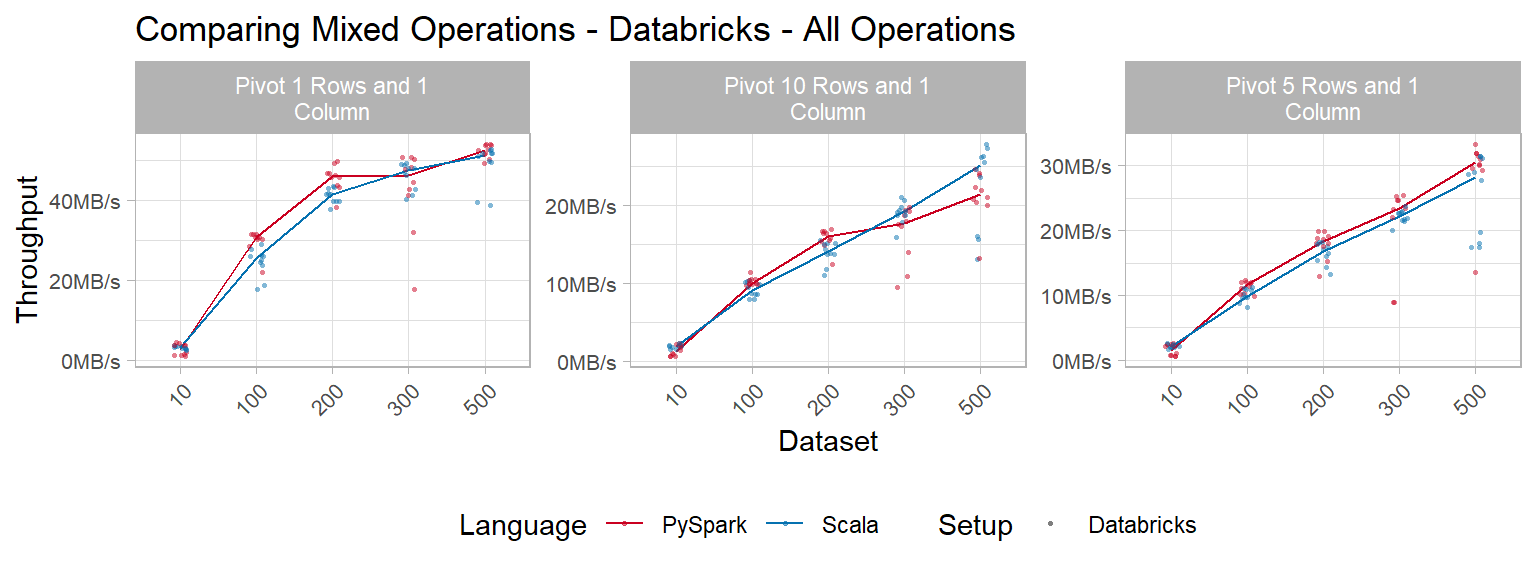 Comparing Mixed Operations - Databricks - All Operations
Pivot 1 Rows and 1
Column
Pivot 10 Rows and 1
Column
Pivot 5 Rows and 1
Column
Throughput
40MB/s
20MB/s
0MB/s
20MB/s
10MB/s
0MB/s
30MB/s
20MB/s
10MB/s
0MB/s
10 100 200 300 500
10 100 200 300 500
10 100 200 300 500
Dataset
Language PySpark Scala Setup Databricks